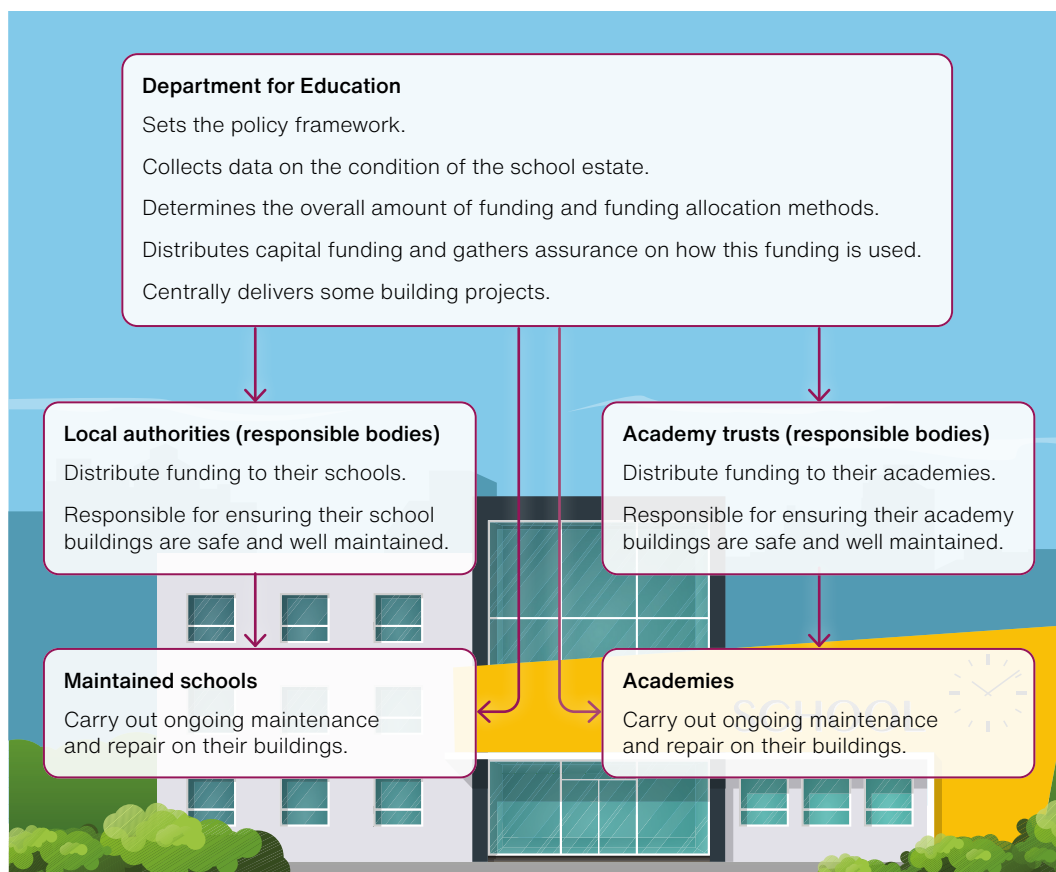 Department for Education
Sets the policy framework.
Collects data on the condition of the school estate.
Determines the overall amount of funding and funding allocation methods.
Distributes capital funding and gathers assurance on how this funding is used.
Centrally delivers some building projects.
Local authorities (responsible bodies)
Distribute funding to their schools.
Responsible for ensuring their school
buildings are safe and well maintained.
Academy trusts (responsible bodies)
Distribute funding to their academies.
Responsible for ensuring their academy
buildings are safe and well maintained.
Maintained schools
Carry out ongoing maintenance
and repair on their buildings.
Academies
SCHOOL
Carry out ongoing maintenance
and repair on their buildings.